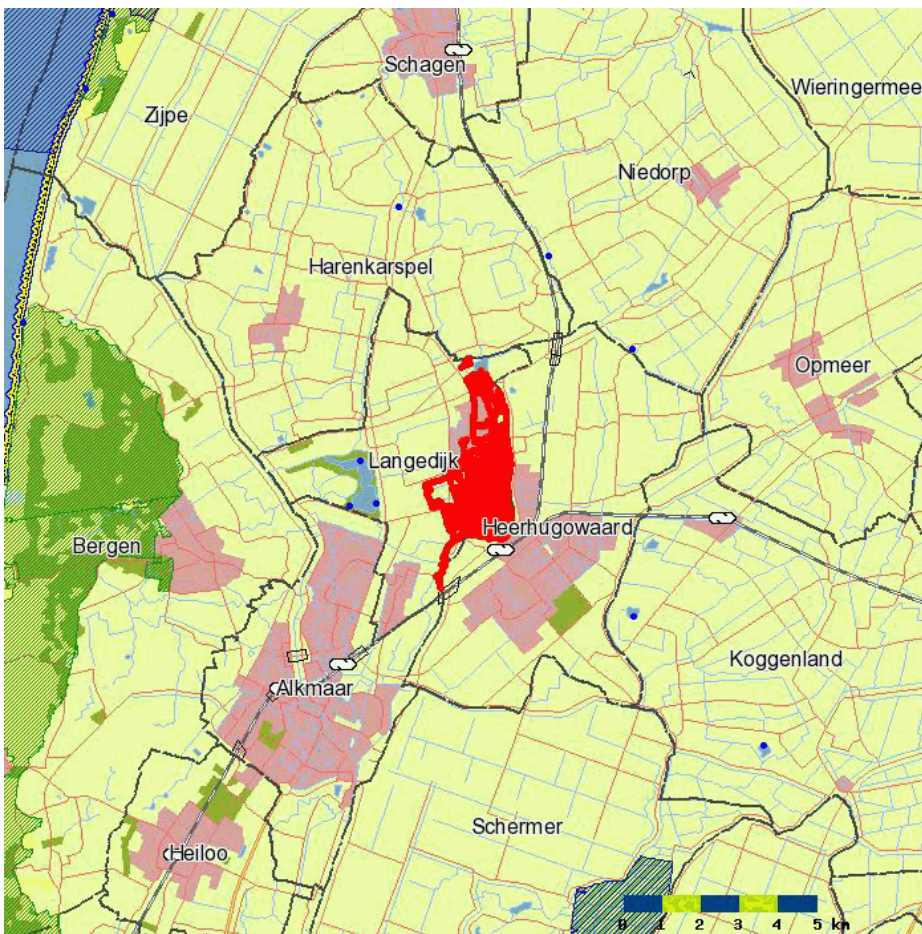 Schagen
Wieringermee
Zijpe
Niedorp
Harenkarspel
Opmeer
Langedijk
Heerhugowaard
Bergen
Koggenland
Alkmaar
Schermer
Heiloo
0 1 2 3 4 5 km